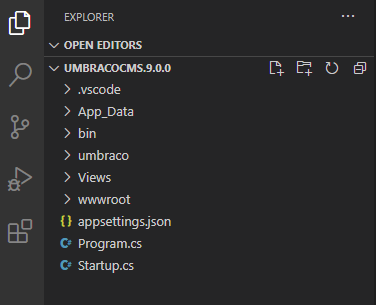 EXPLORER
OPEN EDITORS
UMBRACOCMS.9.0.0
.vscode
App_Data
bin
umbraco
Views
wwwroot
{} appsettings.json
C# Program.cs
C# Startup.cs